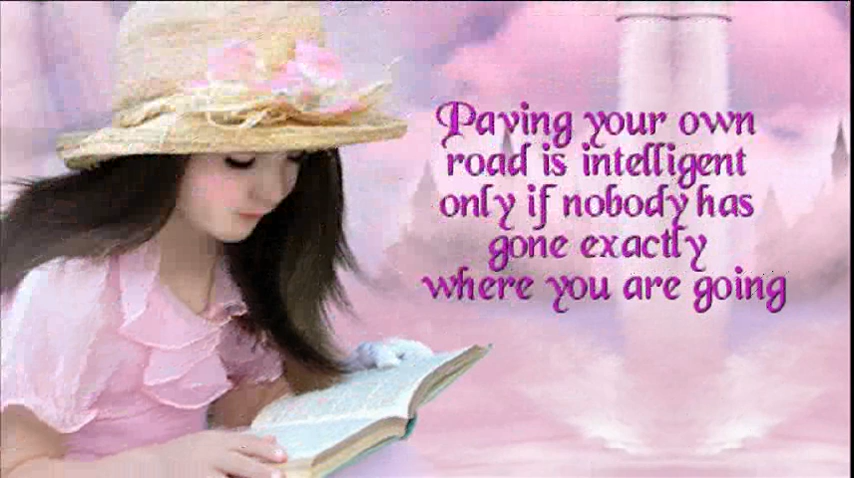 Paving your own
road is intelligent
only if nobody has
gone exactly
where you are going